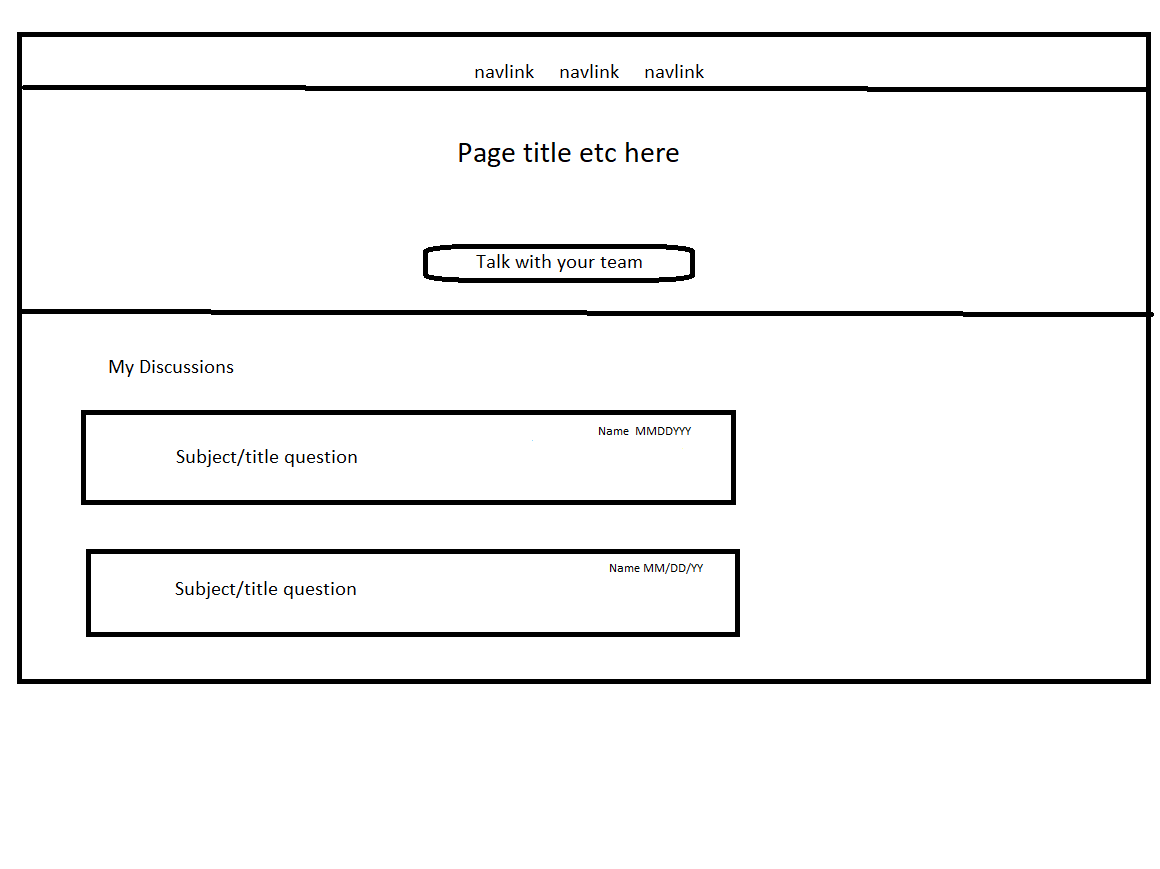 navlink navlink navlink
Page title etc here
Talk with your team
My Discussions
Name MMDDYYY
Subject/title question
Name MM/DD/YY
Subject/title question